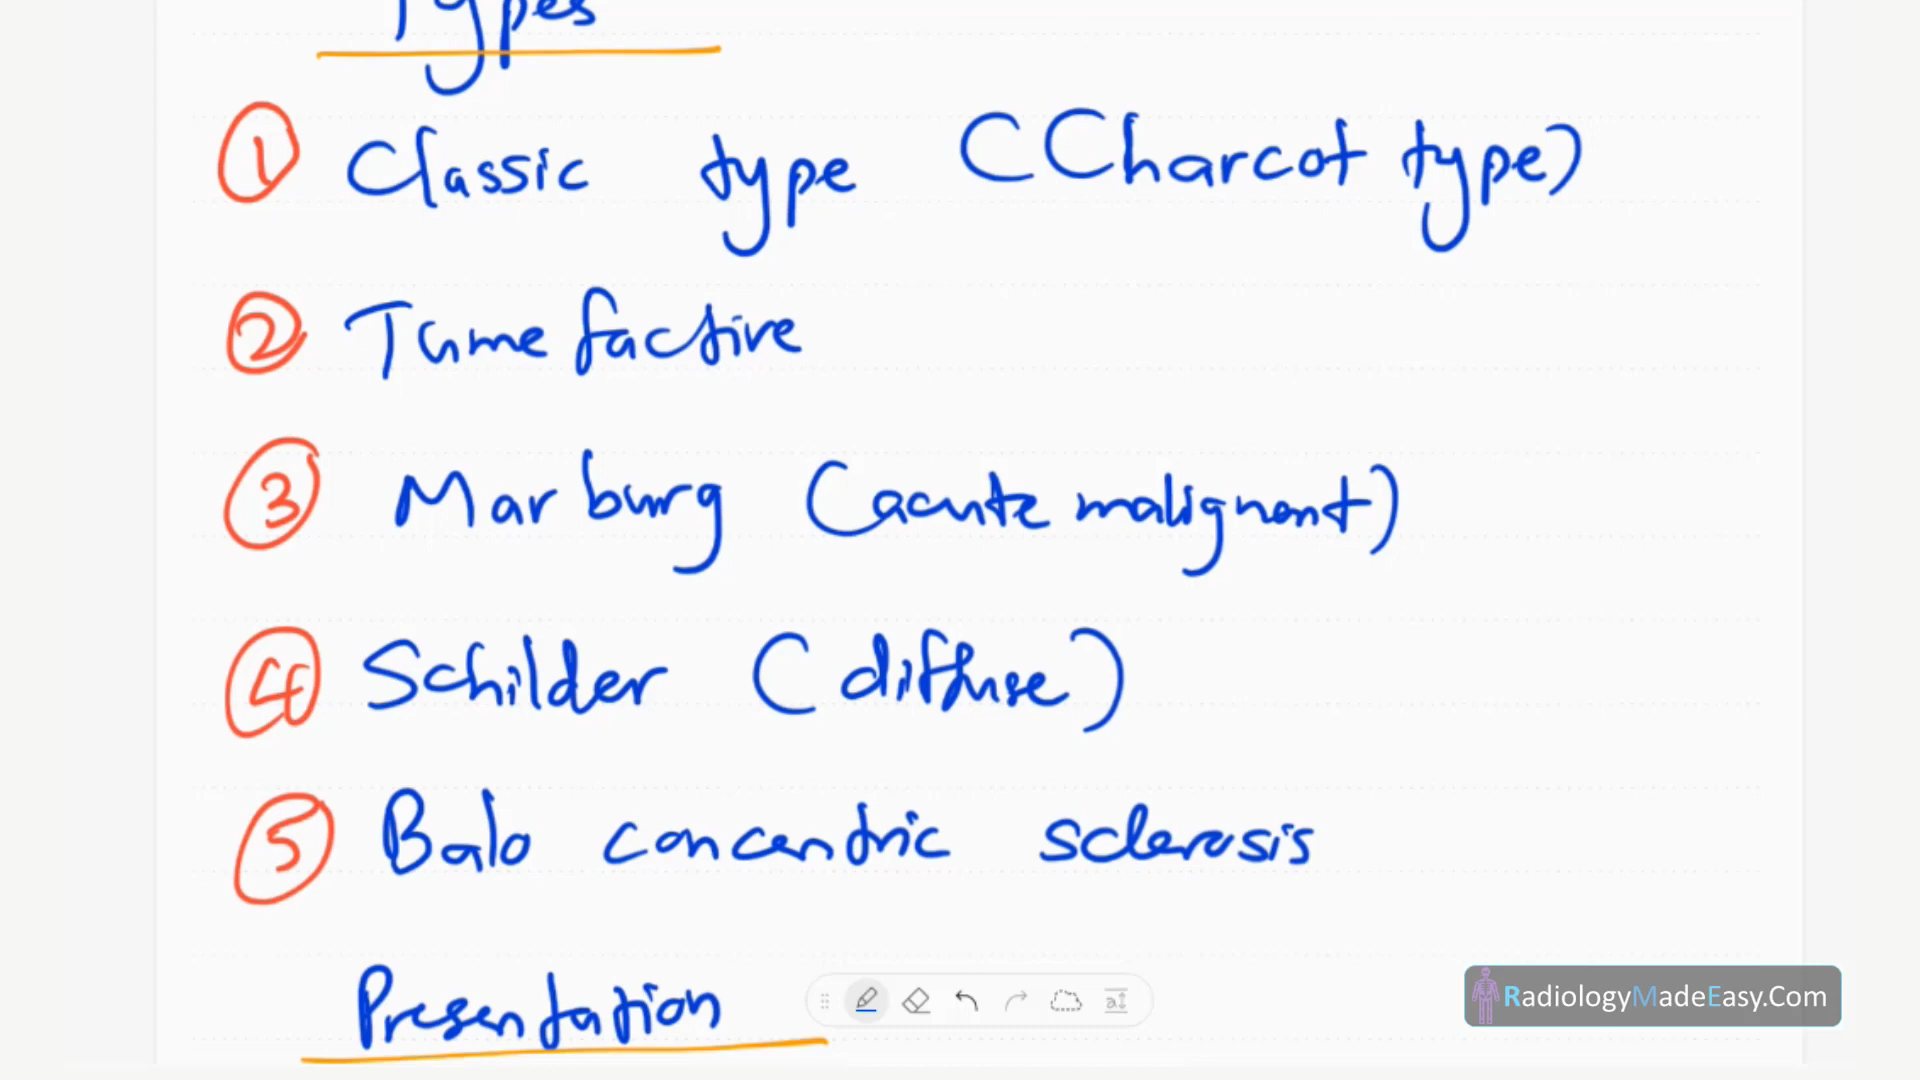 Types
① Classic type (Charcot type)
② Tumefactive
③ Marburg (acute malignant)
④ Schilder (diffuse)
⑤ Balo concentric sclerosis
Presentation
RadiologyMadeEasy.Com